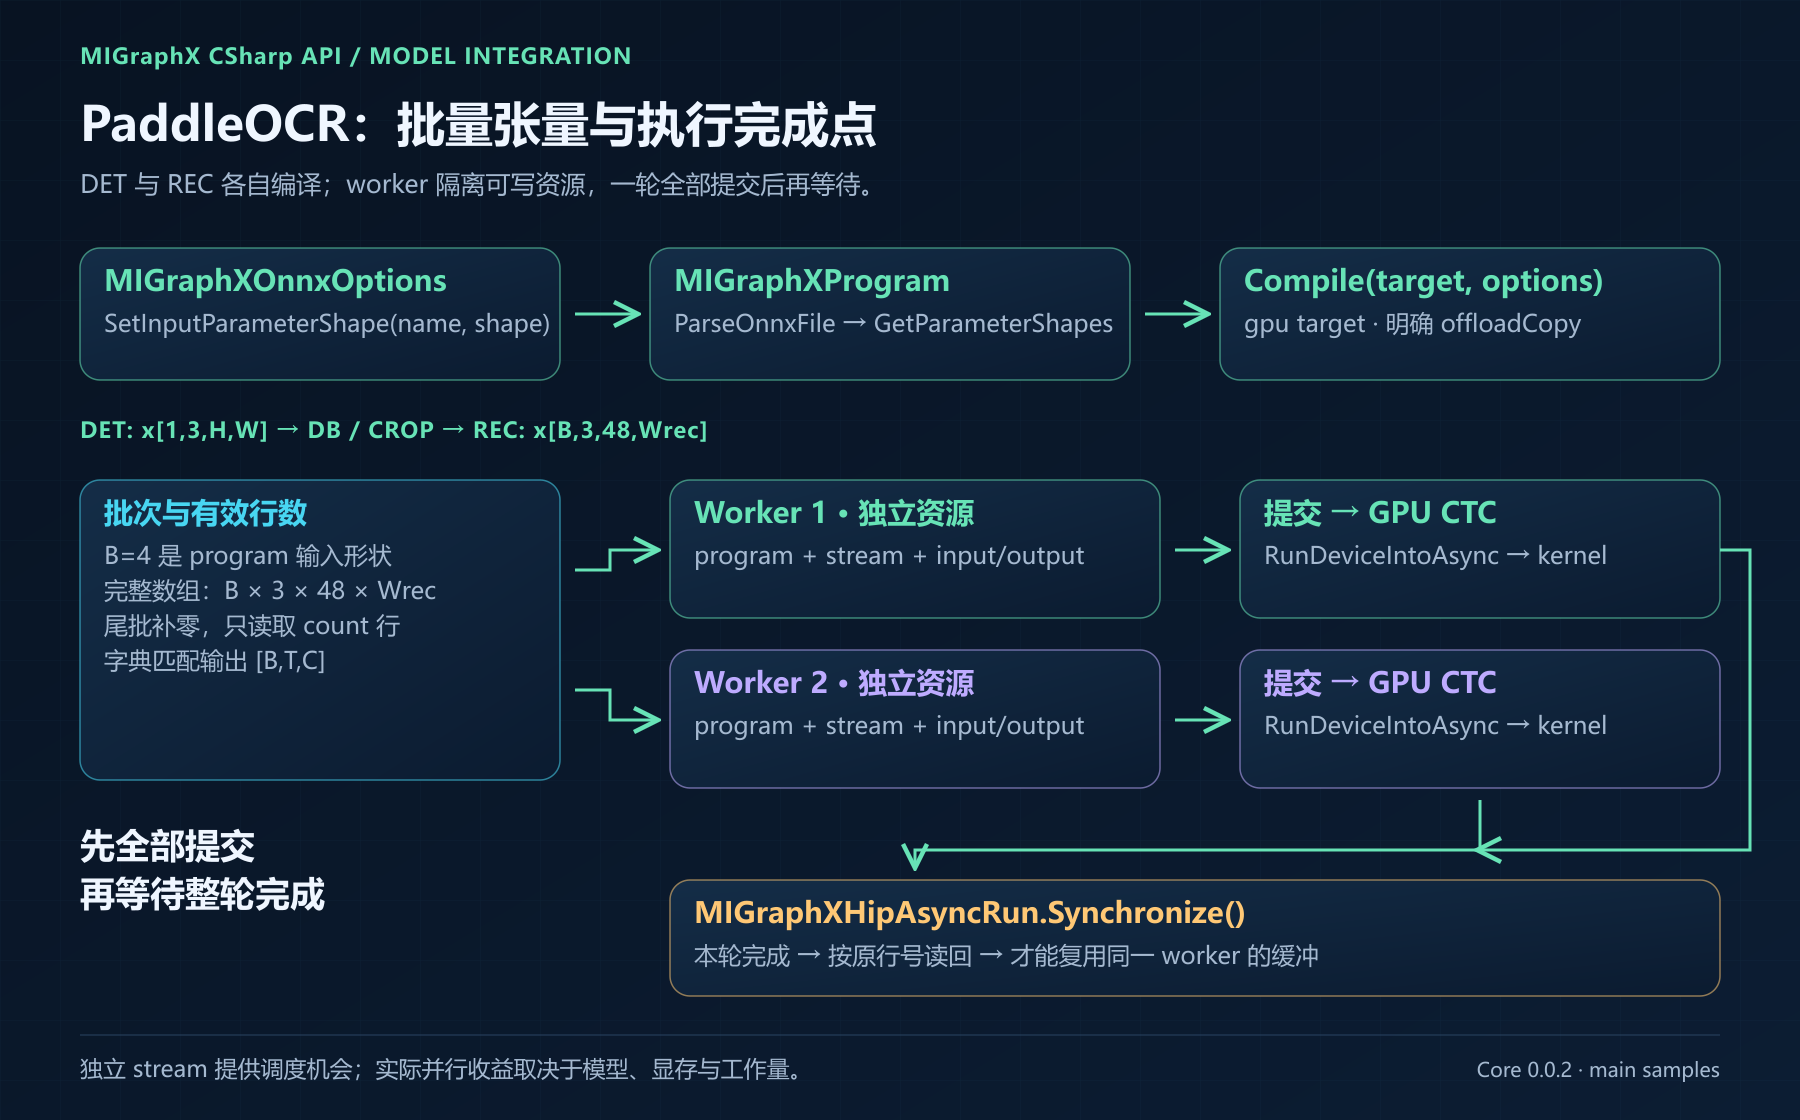 MIGraphX CSharp API / MODEL INTEGRATION
PaddleOCR：批量张量与执行完成点
DET 与 REC 各自编译；worker 隔离可写资源，一轮全部提交后再等待。
MIGraphXOnnxOptions
SetInputParameterShape(name, shape)
MIGraphXProgram
ParseOnnxFile → GetParameterShapes
Compile(target, options)
gpu target · 明确 offloadCopy
DET: x[1,3,H,W] → DB / CROP → REC: x[B,3,48,Wrec]
批次与有效行数
B=4 是 program 输入形状
完整数组：B × 3 × 48 × Wrec
尾批补零，只读取 count 行
字典匹配输出 [B,T,C]
Worker 1 • 独立资源
program + stream + input/output
提交 → GPU CTC
RunDeviceIntoAsync → kernel
Worker 2 • 独立资源
program + stream + input/output
提交 → GPU CTC
RunDeviceIntoAsync → kernel
先全部提交
再等待整轮完成
MIGraphXHipAsyncRun.Synchronize()
本轮完成 → 按原行号读回 → 才能复用同一 worker 的缓冲
独立 stream 提供调度机会；实际并行收益取决于模型、显存与工作量。
Core 0.0.2 · main samples